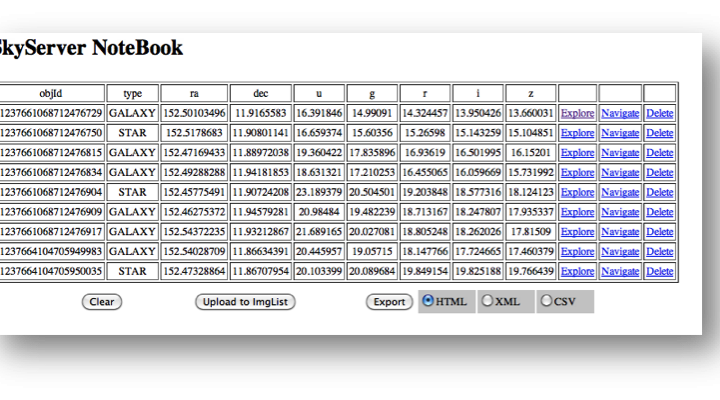 kyServer NoteBook
objId type ra dec u g r i z
1237661068712476729 GALAXY 152.50103496 11.9165583 16.391846 14.99091 14.324457 13.950426 13.660031 Explore Navigate Delete
1237661068712476750 STAR 152.5178683 11.90801141 16.659374 15.60356 15.26598 15.143259 15.104851 Explore Navigate Delete
1237661068712476815 GALAXY 152.47169433 11.88972038 19.360422 17.835896 16.93619 16.501995 16.15201 Explore Navigate Delete
1237661068712476834 GALAXY 152.49288288 11.94181853 18.631321 17.210253 16.455065 16.059669 15.731992 Explore Navigate Delete
1237661068712476904 STAR 152.45775491 11.90724208 23.189379 20.504501 19.203848 18.577316 18.124123 Explore Navigate Delete
1237661068712476909 GALAXY 152.46275372 11.94579281 20.98484 19.482239 18.713167 18.247807 17.935337 Explore Navigate Delete
1237661068712476917 GALAXY 152.54372235 11.93212867 21.689165 20.027081 18.805248 18.262026 17.81509 Explore Navigate Delete
1237664104705949983 GALAXY 152.54028709 11.86634391 20.445957 19.05715 18.147766 17.724665 17.460379 Explore Navigate Delete
1237664104705950035 STAR 152.47328864 11.86707954 20.103399 20.089684 19.849154 19.825188 19.766439 Explore Navigate Delete
Clear Upload to ImgList Export HTML XML CSV